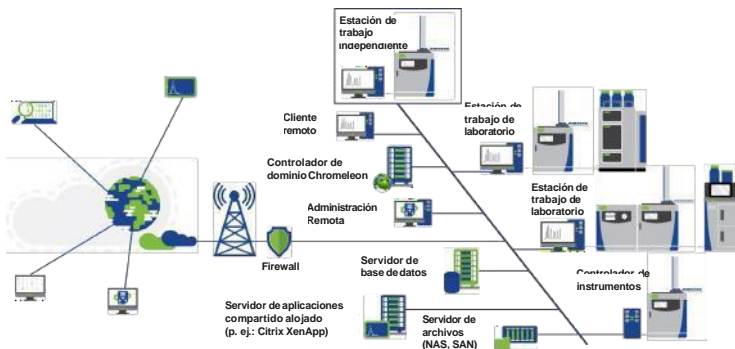 Estación de
trabajo
independiente
Cliente
remoto
Estación de
trabajo
de laboratorio
Controlador de
dominio Chromeleon
Administración
Remota
Estación de
trabajo de
laboratorio
Firewall
Servidor de
base de datos
Controlador de
instrumentos
Servidor de aplicaciones
compartido alojado
(p. ej.: Citrix XenApp)
Servidor de
archivos
(NAS, SAN)